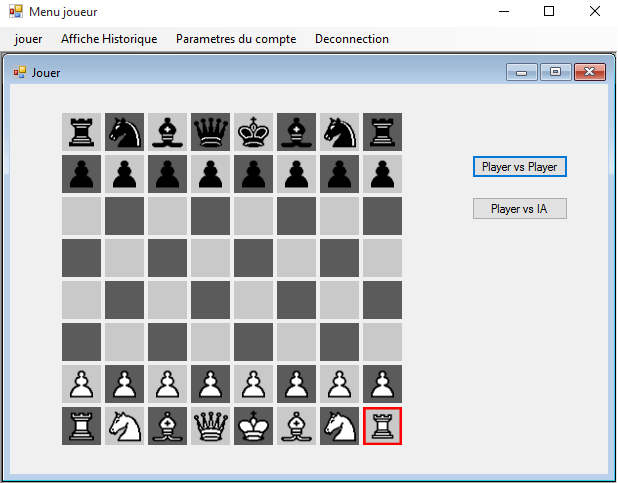 Menu joueur
jouer Affiche Historique Parametres du compte Deconnection
Jouer
Player vs Player
Player vs IA